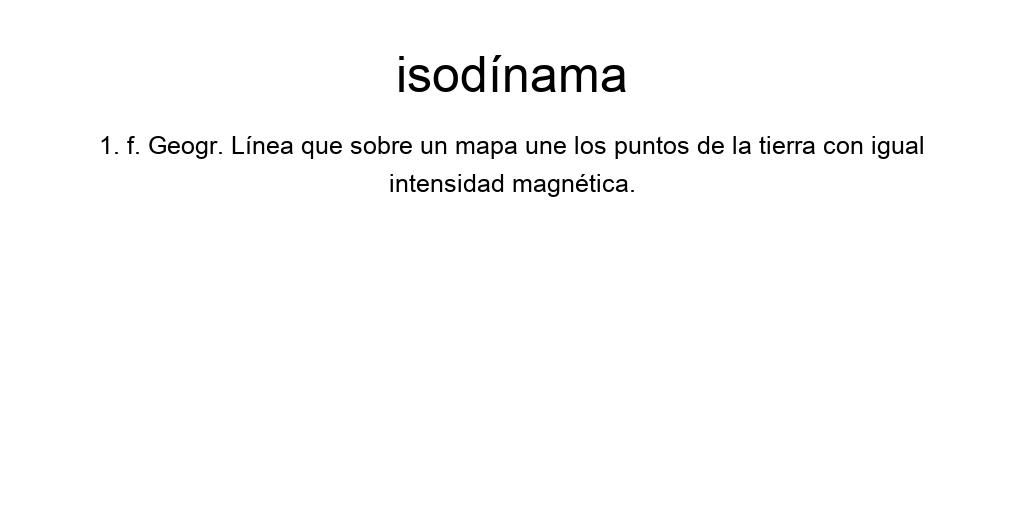 isodínama
1. f. Geogr. Línea que sobre un mapa une los puntos de la tierra con igual
intensidad magnética.